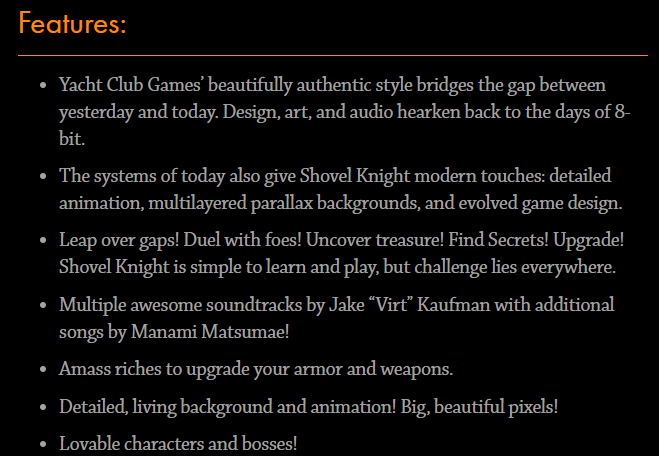 Features:
• Yacht Club Games’ beautifully authentic style bridges the gap between
yesterday and today. Design, art, and audio hearken back to the days of 8-
bit.
• The systems of today also give Shovel Knight modern touches: detailed
animation, multilayered parallax backgrounds, and evolved game design.
• Leap over gaps! Duel with foes! Uncover treasure! Find Secrets! Upgrade!
Shovel Knight is simple to learn and play, but challenge lies everywhere.
• Multiple awesome soundtracks by Jake “Virt” Kaufman with additional
songs by Manami Matsumae!
• Amass riches to upgrade your armor and weapons.
• Detailed, living background and animation! Big, beautiful pixels!
• Lovable characters and bosses!